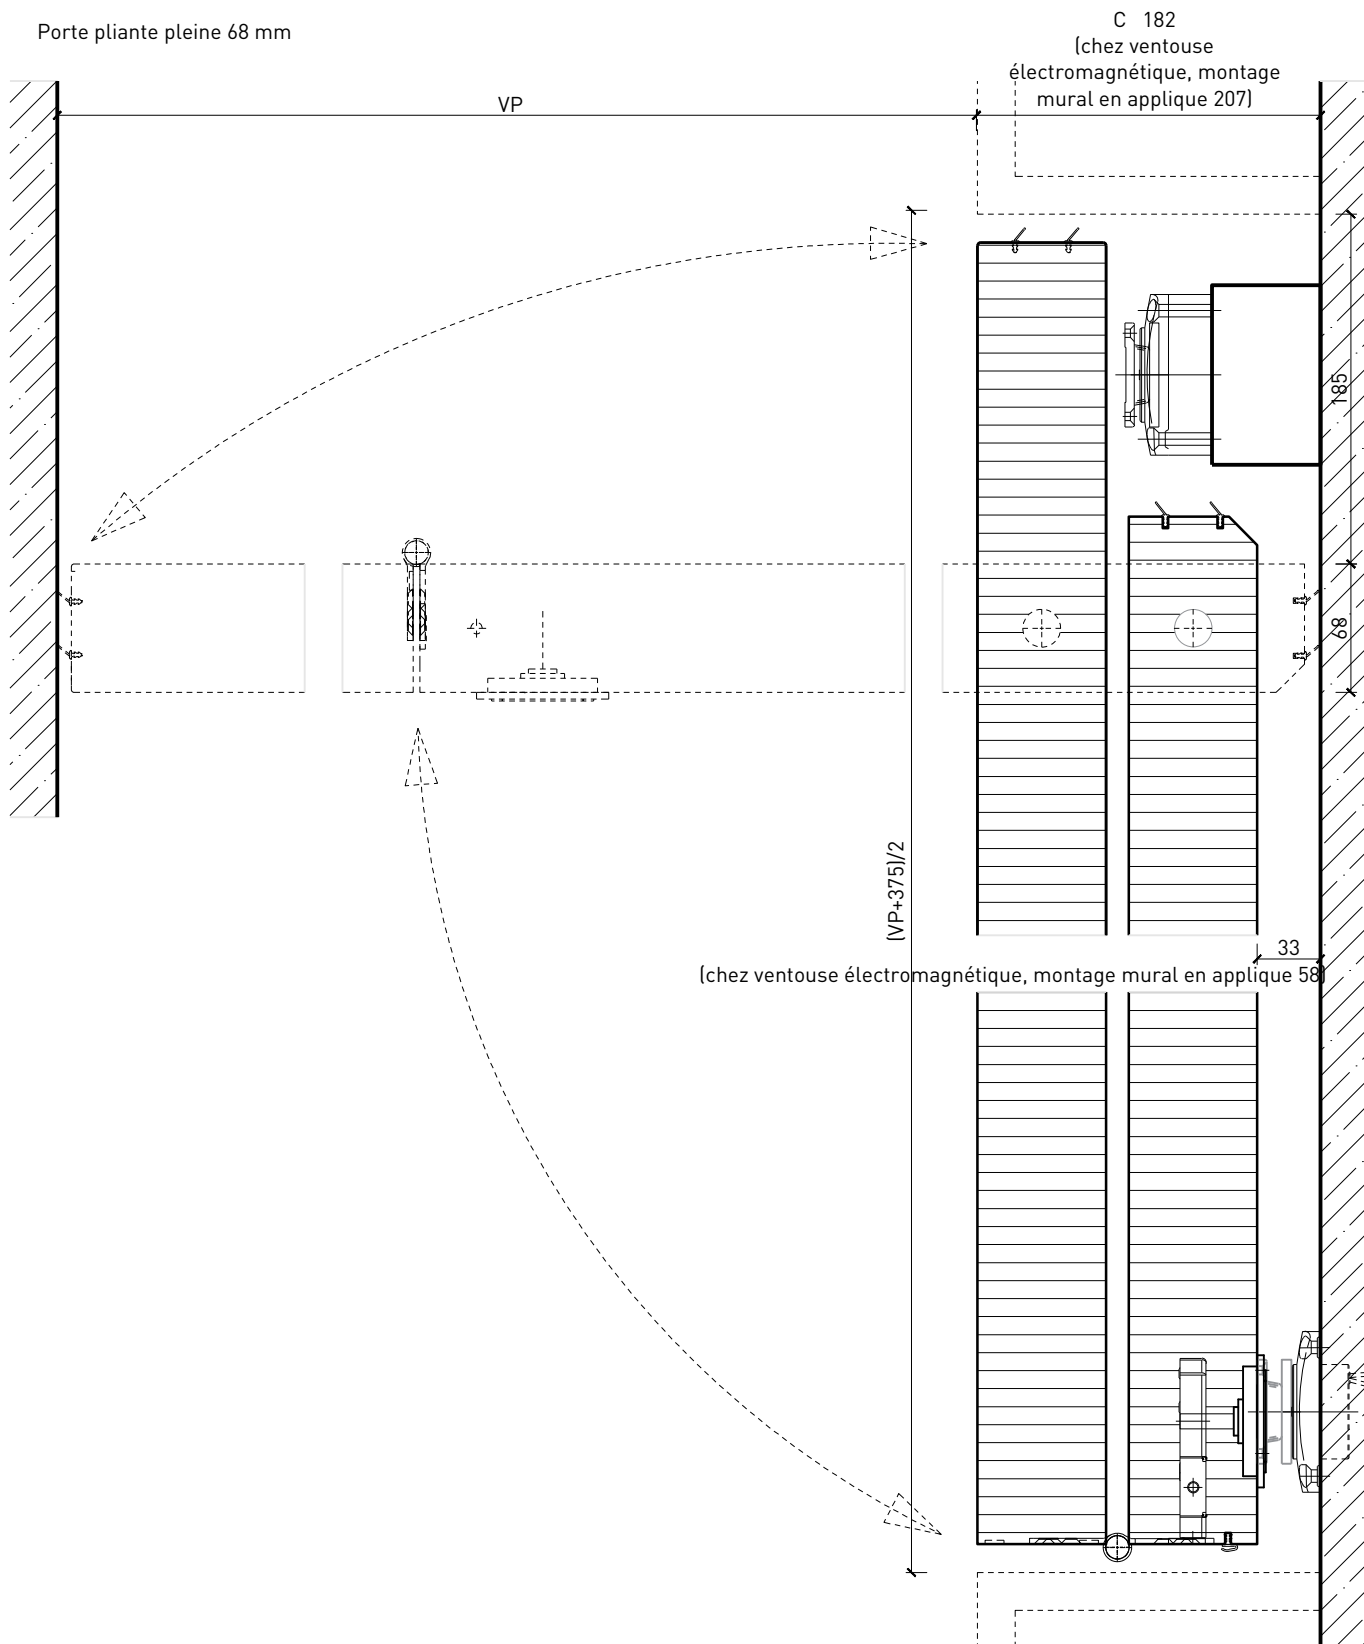 Porte pliante pleine 68 mm
C 182
(chez ventouse
électromagnétique, montage
mural en applique 207)
VP
185
68
(VP+375)/2
33
(chez ventouse électromagnétique, montage mural en applique 58)